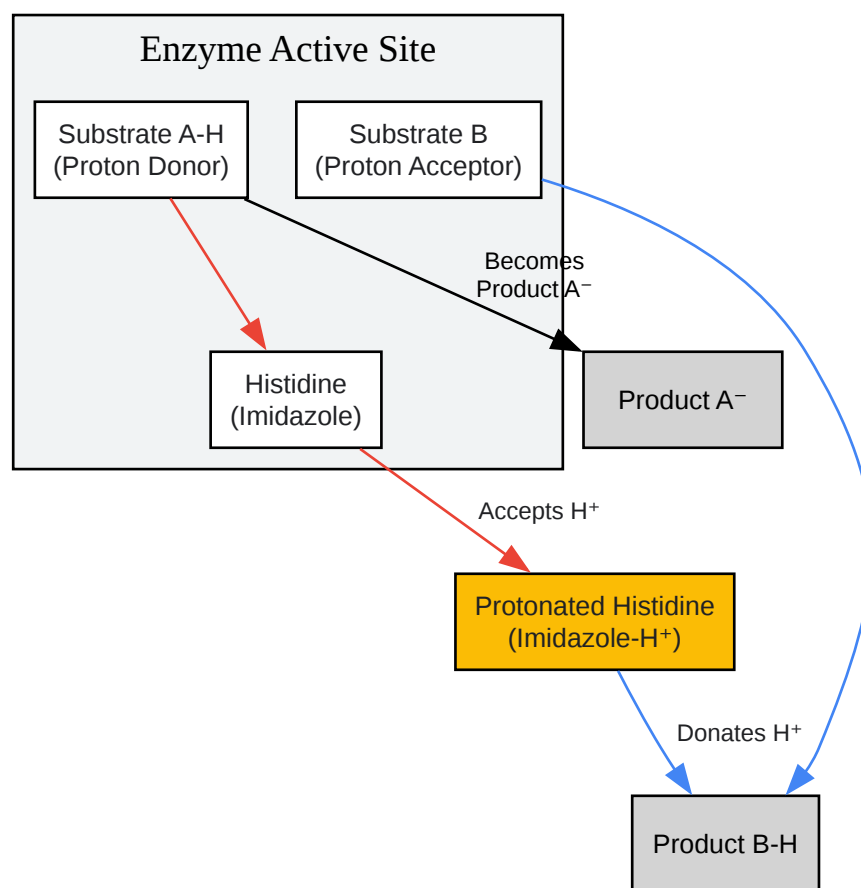 Enzyme Active Site
Substrate A-H
(Proton Donor)
Substrate B
(Proton Acceptor)
Becomes
Product A⁻
Histidine
(Imidazole)
Product A⁻
Accepts H⁺
Protonated Histidine
(Imidazole-H⁺)
Donates H⁺
Product B-H